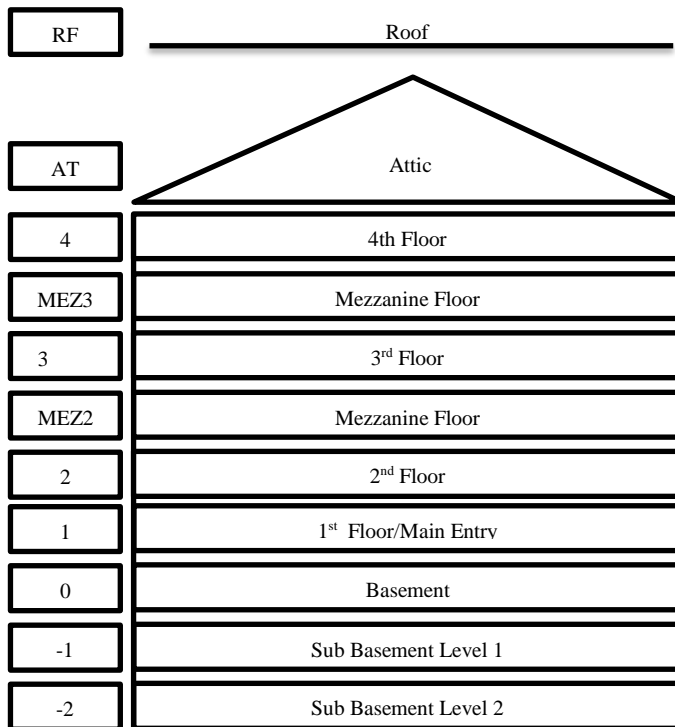 RF Roof
AT Attic
4 4th Floor
MEZ3 Mezzanine Floor
3 3rd Floor
MEZ2 Mezzanine Floor
2 2nd Floor
1 1st Floor/Main Entry
0 Basement
-1 Sub Basement Level 1
-2 Sub Basement Level 2